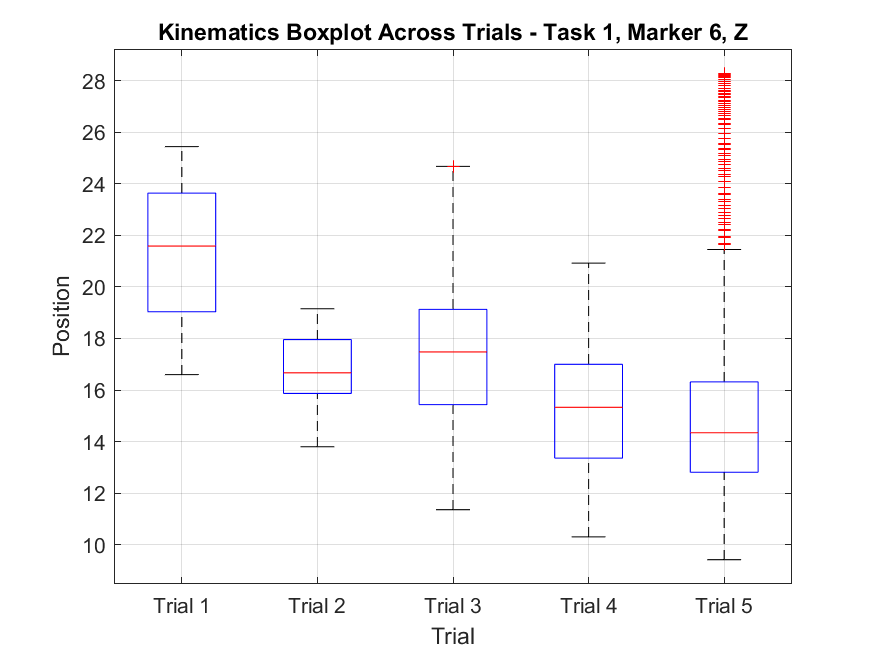 Kinematics Boxplot Across Trials - Task 1, Marker 6, Z
Position
28
26
24
22
20
18
16
14
12
10
Trial 1 Trial 2 Trial 3 Trial 4 Trial 5
Trial